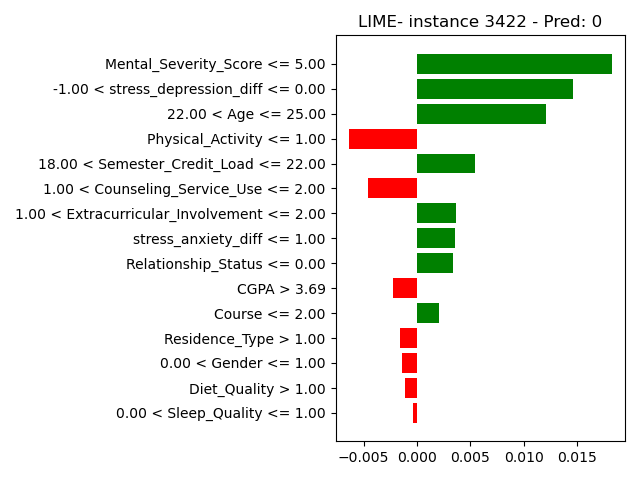 LIME- instance 3422 - Pred: 0
Mental_Severity_Score <= 5.00
-1.00 < stress_depression_diff <= 0.00
22.00 < Age <= 25.00
Physical_Activity <= 1.00
18.00 < Semester_Credit_Load <= 22.00
1.00 < Counseling_Service_Use <= 2.00
1.00 < Extracurricular_Involvement <= 2.00
stress_anxiety_diff <= 1.00
Relationship_Status <= 0.00
CGPA > 3.69
Course <= 2.00
Residence_Type > 1.00
0.00 < Gender <= 1.00
Diet_Quality > 1.00
0.00 < Sleep_Quality <= 1.00
−0.005 0.000 0.005 0.010 0.015